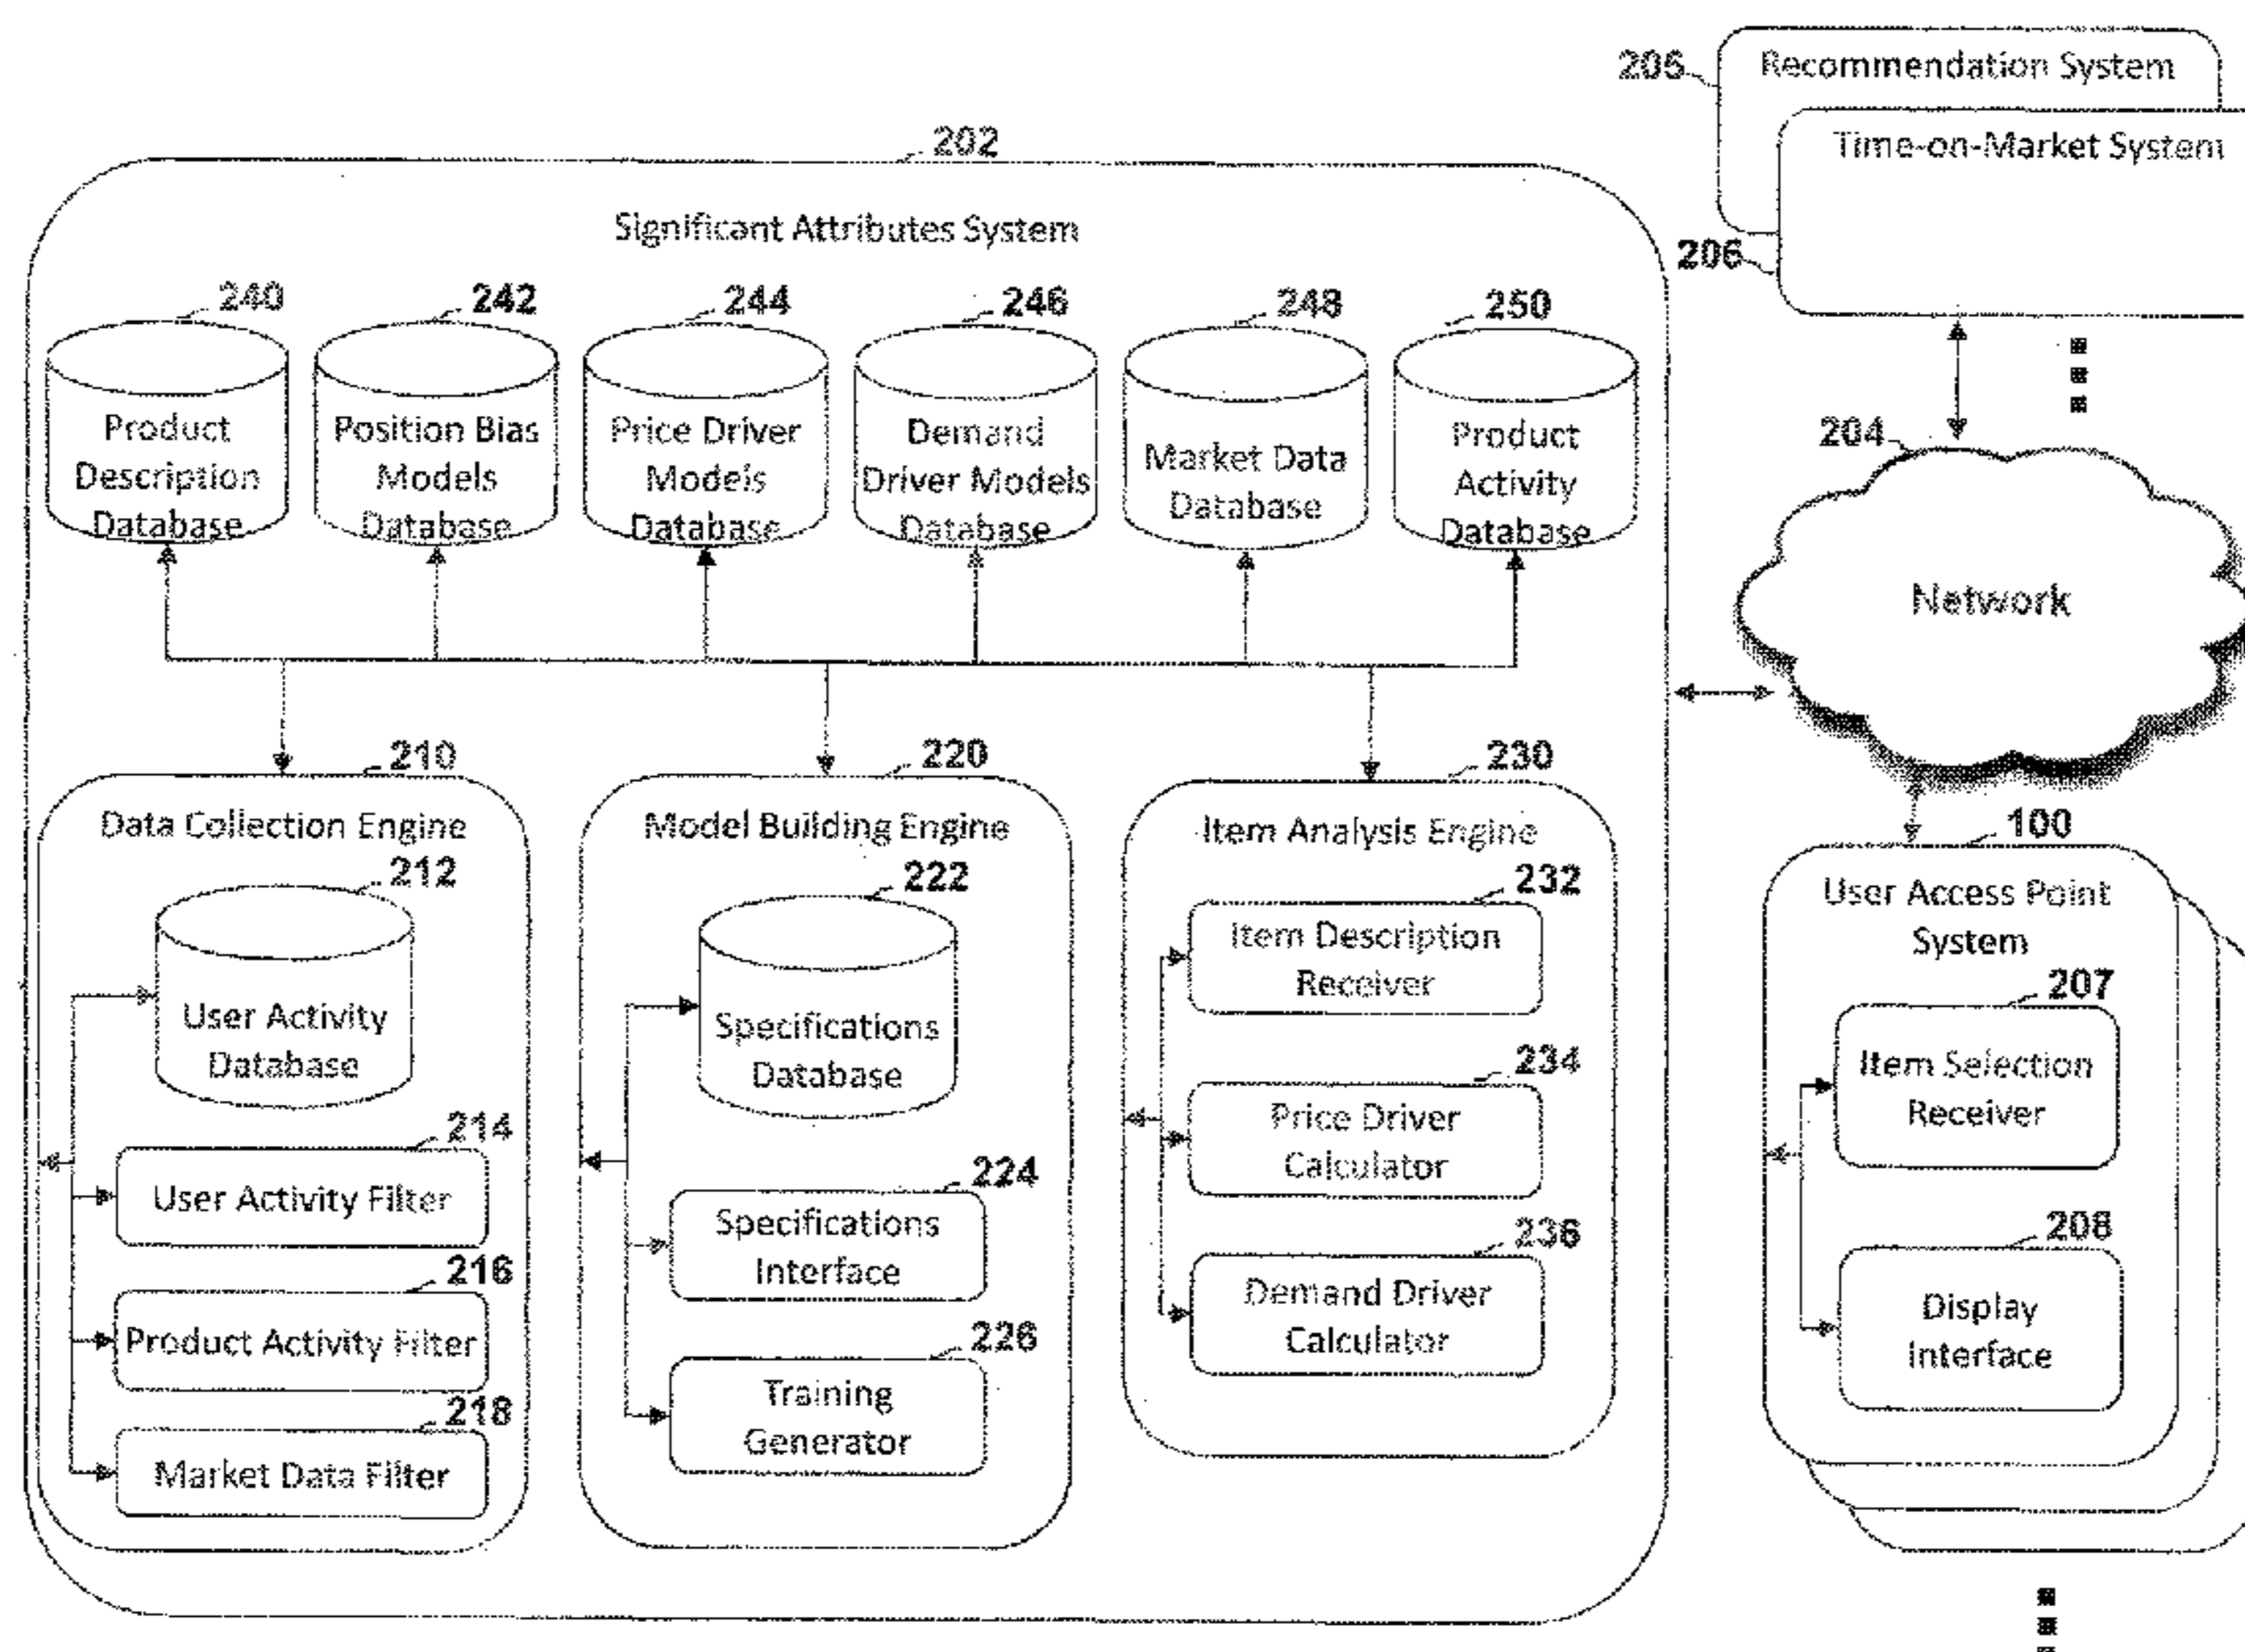 205
Recommendation System
206
Time-on-Market System
202
Significant Attributes System
240
Product
Description
Database
242
Position Bias
Models
Database
244
Price Driver
Models
Database
246
Demand
Driver Models
Database
248
Market Data
Database
250
Product
Activity
Database
204
Network
210
Data Collection Engine
212
User Activity
Database
214
User Activity Filter
216
Product Activity Filter
218
Market Data Filter
220
Model Building Engine
222
Specifications
Database
224
Specifications
Interface
226
Training
Generator
230
Item Analysis Engine
232
Item Description
Receiver
234
Price Driver
Calculator
236
Demand Driver
Calculator
100
User Access Point
System
207
Item Selection
Receiver
208
Display
Interface